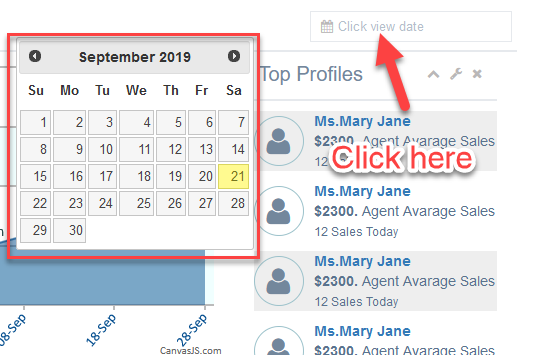 Click view date
September 2019
Su Mo Tu We Th Fr Sa
1 2 3 4 5 6 7
8 9 10 11 12 13 14
15 16 17 18 19 20 21
22 23 24 25 26 27 28
29 30
Top Profiles
Ms.Mary Jane
$2300. Agent Avarage Sales
12 Sales Today
Click here
Ms.Mary Jane
$2300. Agent Avarage Sales
12 Sales Today
Ms.Mary Jane
$2300. Agent Avarage Sales
12 Sales Today
Ms.Mary Jane
$2300. Agent Avarage Sales
08-Sep 18-Sep 28-Sep
CanvasJS.com